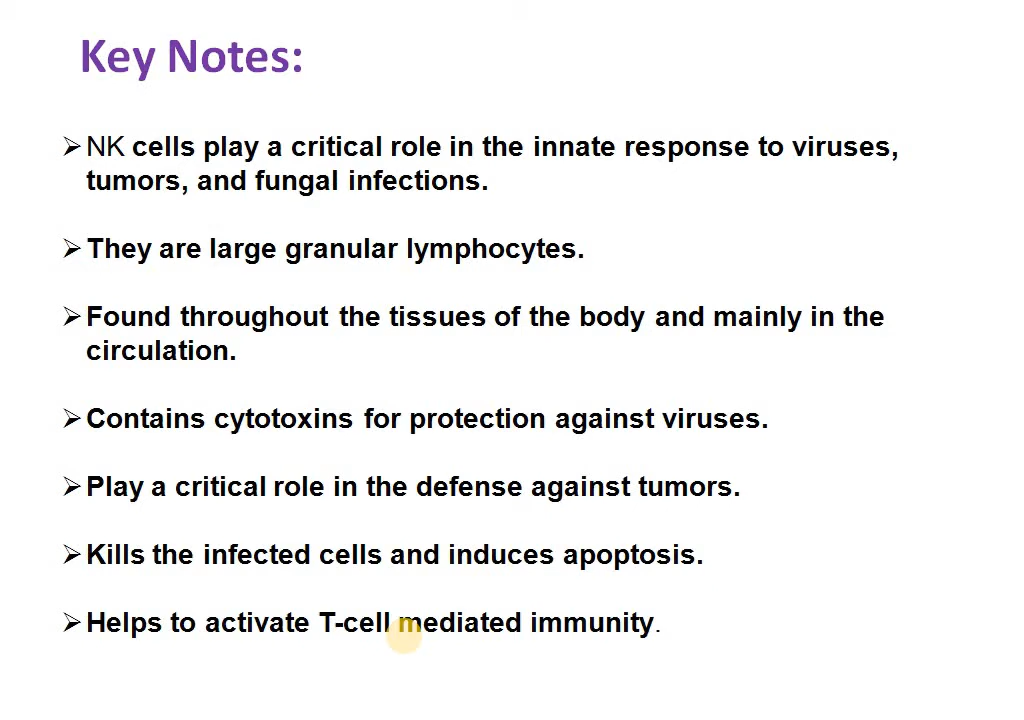 Key Notes:
➢NK cells play a critical role in the innate response to viruses,
tumors, and fungal infections.
➢They are large granular lymphocytes.
➢Found throughout the tissues of the body and mainly in the
circulation.
➢Contains cytotoxins for protection against viruses.
➢Play a critical role in the defense against tumors.
➢Kills the infected cells and induces apoptosis.
➢Helps to activate T-cell mediated immunity.